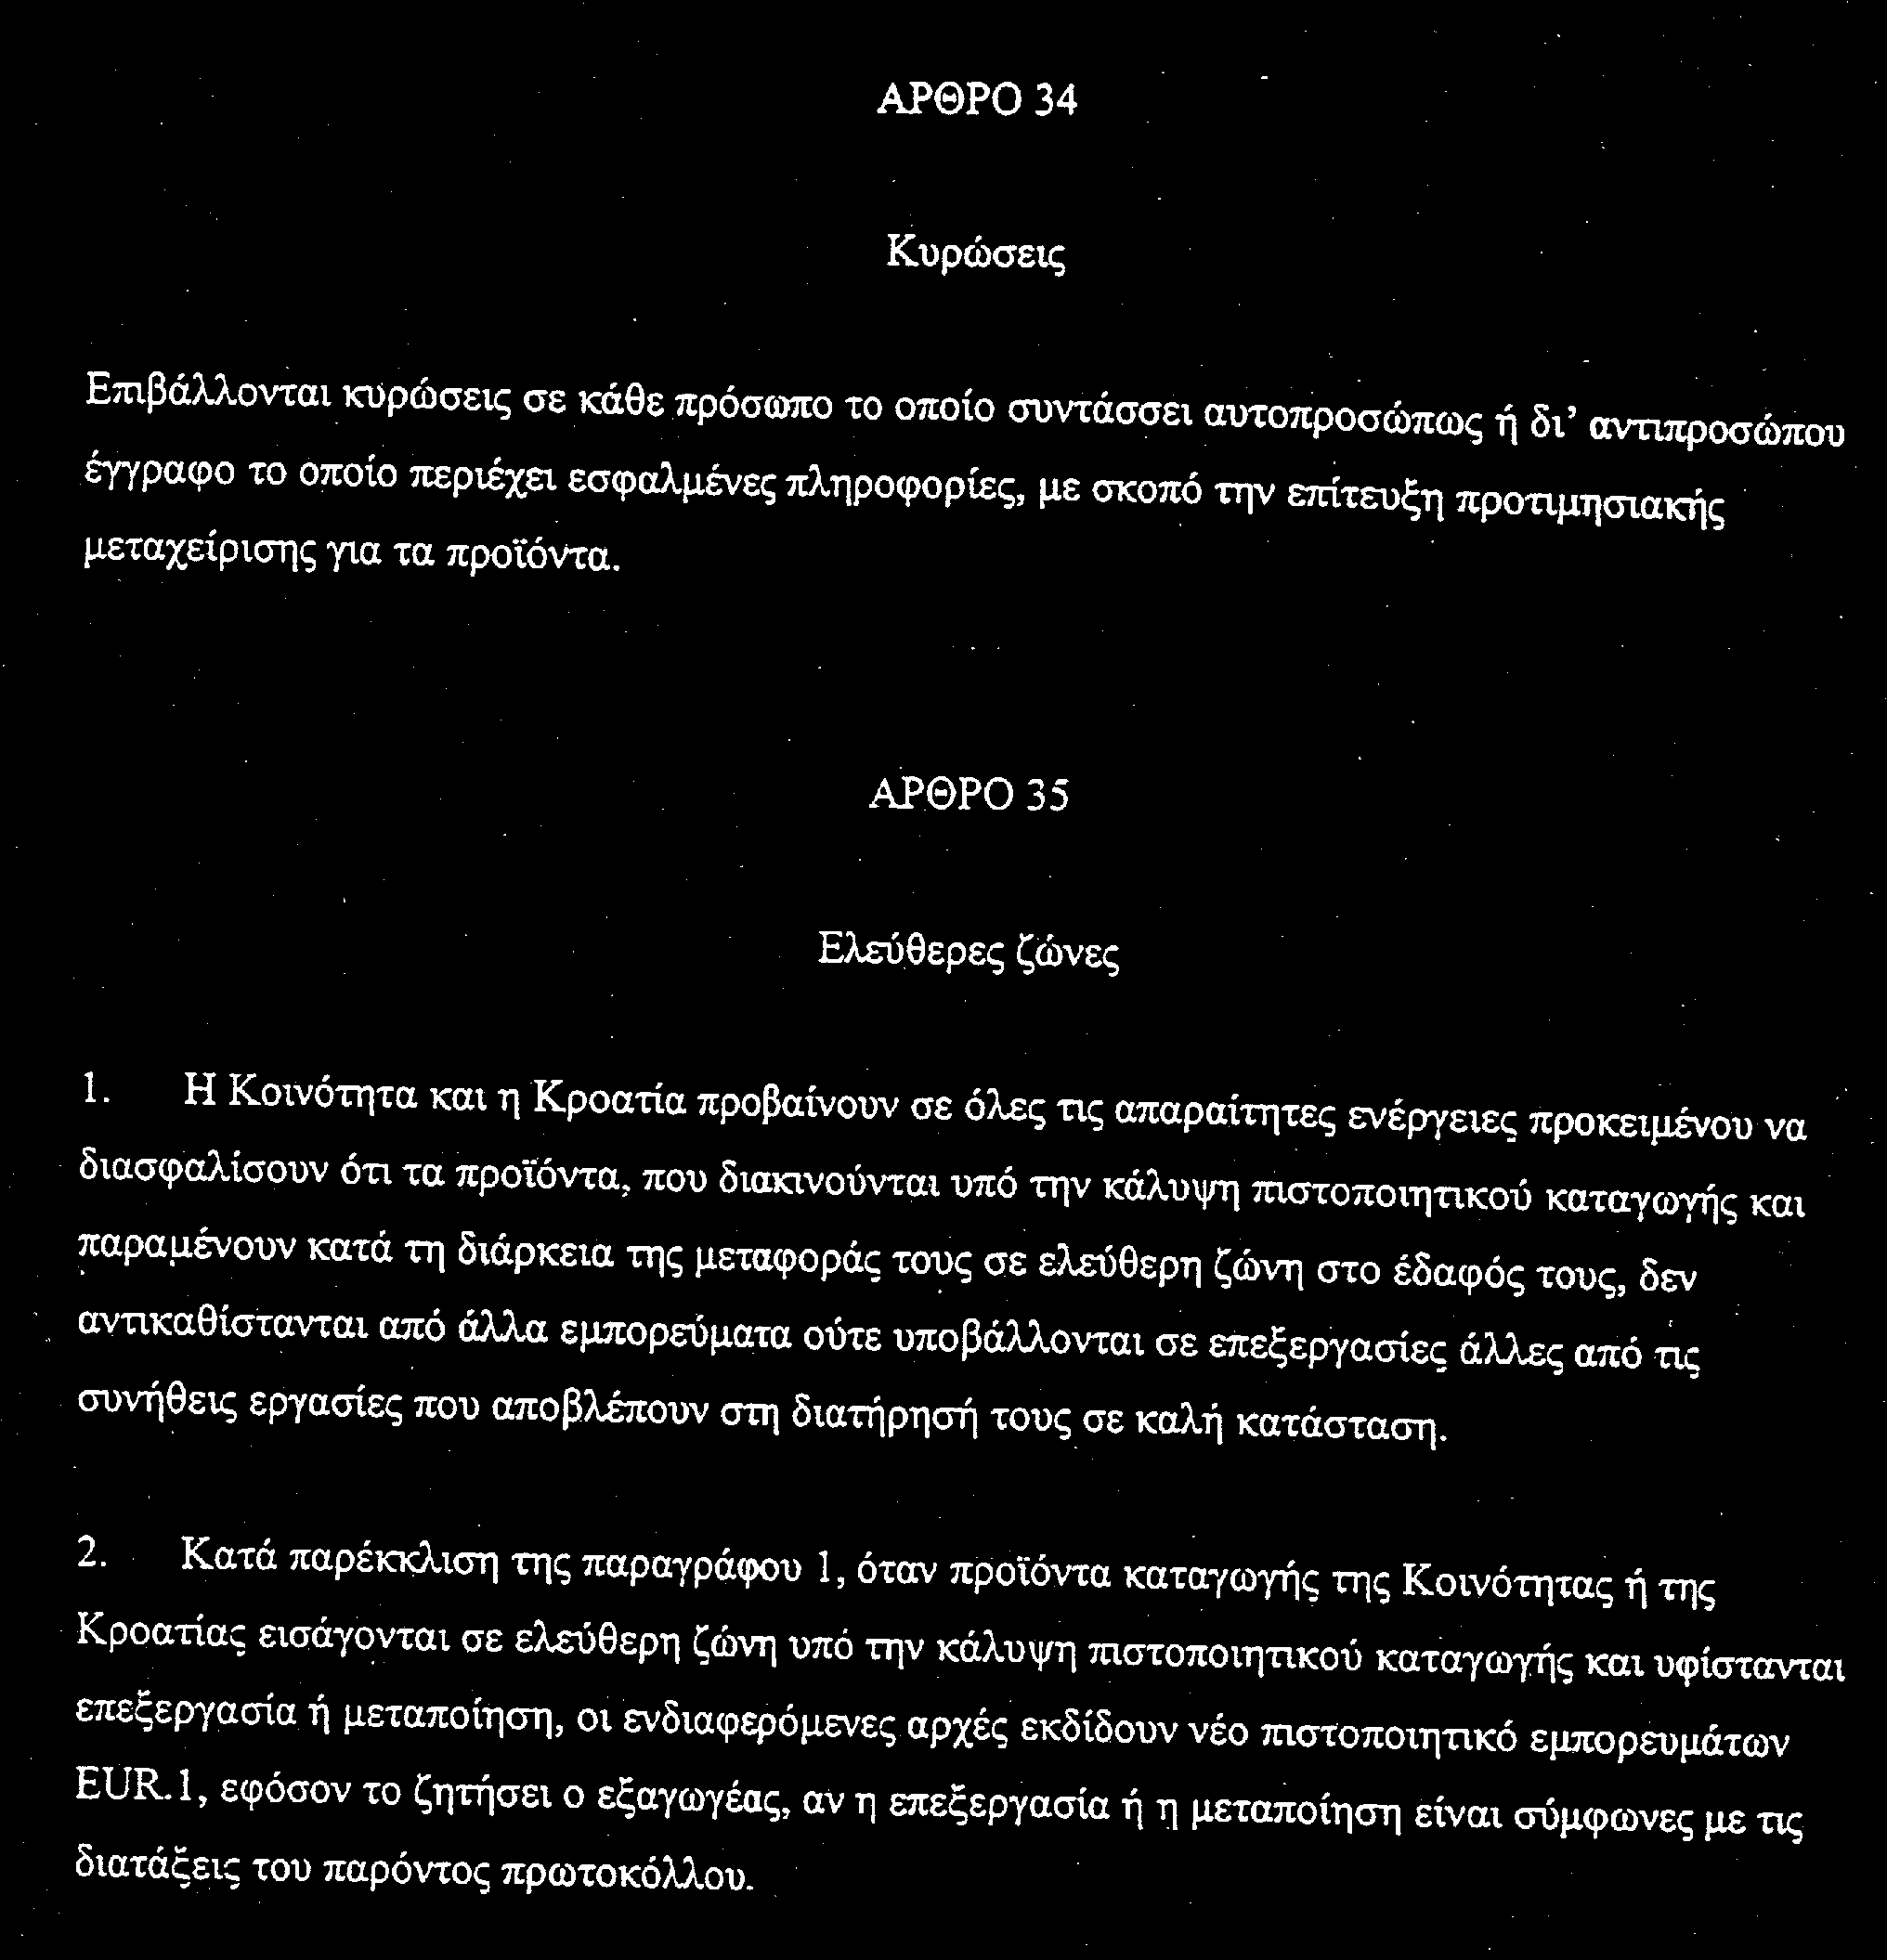 ΑΡΘΡΟ 34
Κυρώσεις
Επιβάλλονται κυρώσεις σε κάθε πρόσωπο το οποίο συντάσσει αυτοπροσώπως ή δι’ αντιπροσώπου
έγγραφο το οποίο περιέχει εσφαλμένες πληροφορίες, με σκοπό την επίτευξη προτιμησιακής
μεταχείρισης για τα προϊόντα.
ΑΡΘΡΟ 35
Ελεύθερες ζώνες
1. Η Κοινότητα και η Κροατία προβαίνουν σε όλες τις απαραίτητες ενέργειες προκειμένου να
διασφαλίσουν ότι τα προϊόντα, που διακινούνται υπό την κάλυψη πιστοποιητικού καταγωγής και
παραμένουν κατά τη διάρκεια της μεταφοράς τους σε ελεύθερη ζώνη στο έδαφός τους, δεν
αντικαθίστανται από άλλα εμπορεύματα ούτε υποβάλλονται σε επεξεργασίες άλλες από τις
συνήθεις εργασίες που αποβλέπουν στη διατήρησή τους σε καλή κατάσταση.
2. Κατά παρέκκλιση της παραγράφου 1, όταν προϊόντα καταγωγής της Κοινότητας ή της
Κροατίας εισάγονται σε ελεύθερη ζώνη υπό την κάλυψη πιστοποιητικού καταγωγής και υφίστανται
επεξεργασία ή μεταποίηση, οι ενδιαφερόμενες αρχές εκδίδουν νέο πιστοποιητικό εμπορευμάτων
EUR.1, εφόσον το ζητήσει ο εξαγωγέας, αν η επεξεργασία ή η μεταποίηση είναι σύμφωνες με τις
διατάξεις του παρόντος πρωτοκόλλου.